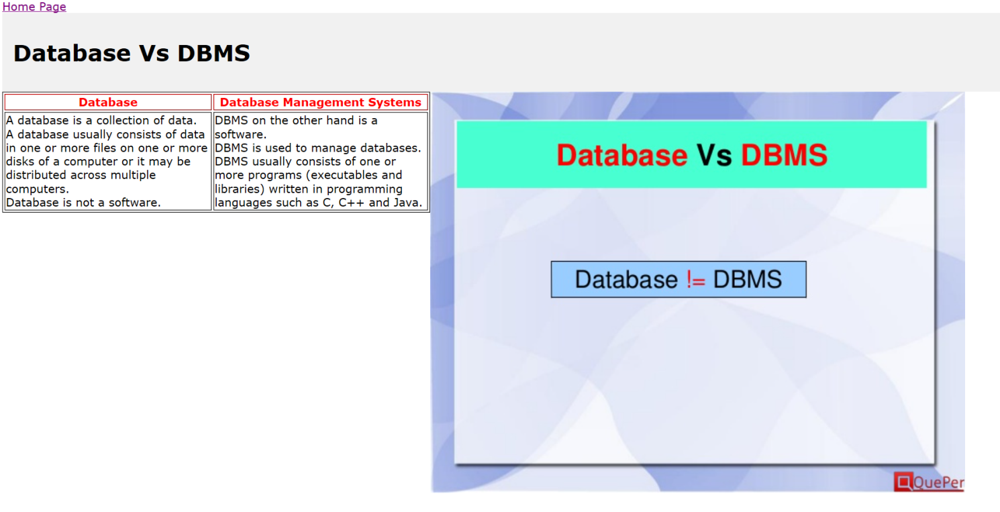 Home Page
Database Vs DBMS
Database
A database is a collection of data.
A database usually consists of data
in one or more files on one or more
disks of a computer or it may be
distributed across multiple
computers.
Database is not a software.
Database Management Systems
DBMS on the other hand is a
software.
DBMS is used to manage databases.
DBMS usually consists of one or
more programs (executables and
libraries) written in programming
languages such as C, C++ and Java.
Database Vs DBMS
Database != DBMS
QuePer